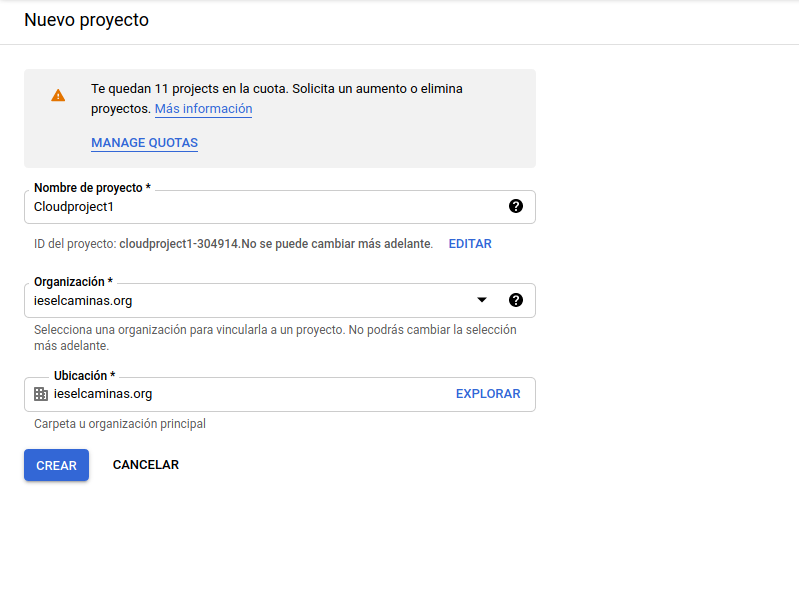 Nuevo proyecto
Te quedan 11 projects en la cuota. Solicita un aumento o elimina
proyectos. Más información
MANAGE QUOTAS
Nombre de proyecto *
Cloudproject1
ID del proyecto: cloudproject1-304914.No se puede cambiar más adelante. EDITAR
Organización *
ieselcaminas.org
Selecciona una organización para vincularla a un proyecto. No podrás cambiar la selección
más adelante.
Ubicación *
ieselcaminas.org EXPLORAR
Carpeta u organización principal
CREAR CANCELAR